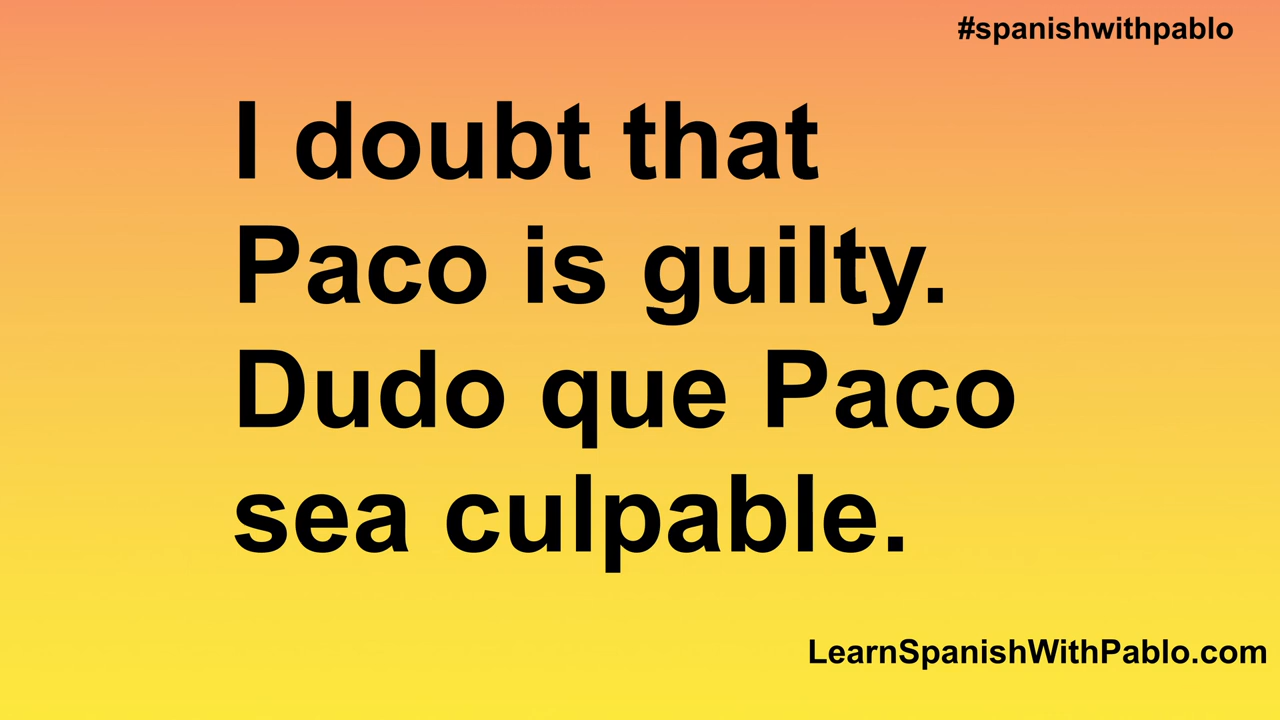 #spanishwithpablo
I doubt that
Paco is guilty.
Dudo que Paco
sea culpable.
LearnSpanishWithPablo.com